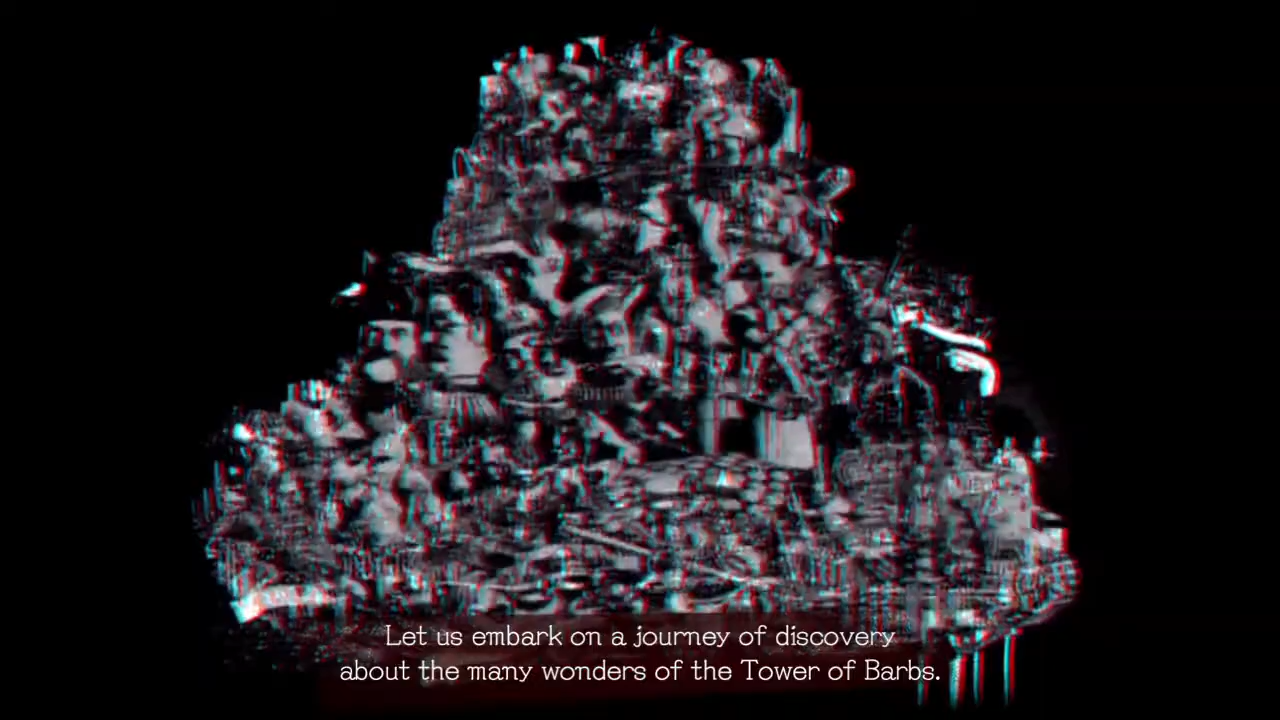 Let us embark on a journey of discovery
about the many wonders of the Tower of Barbs.